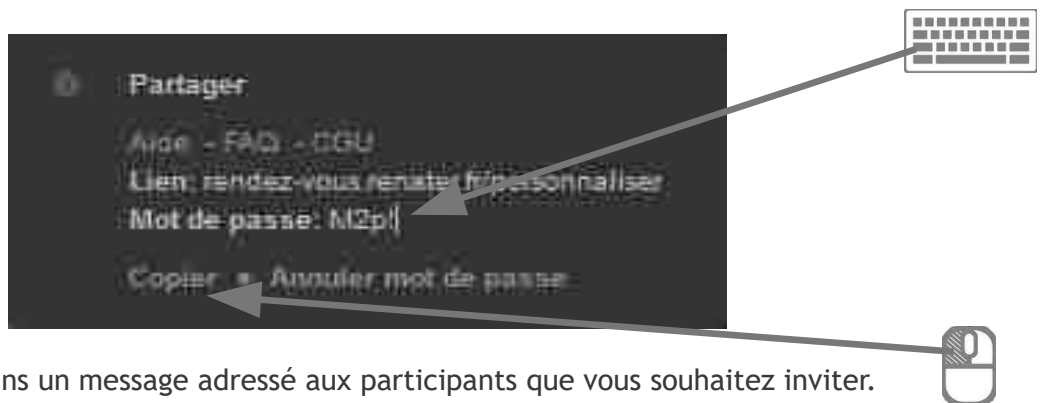 Partager
Aide - FAQ - CGU
Lien: rendez-vous.renater.fr/personnaliser
Mot de passe: M2p!
Copier • Annuler mot de passe
ns un message adressé aux participants que vous souhaitez inviter.